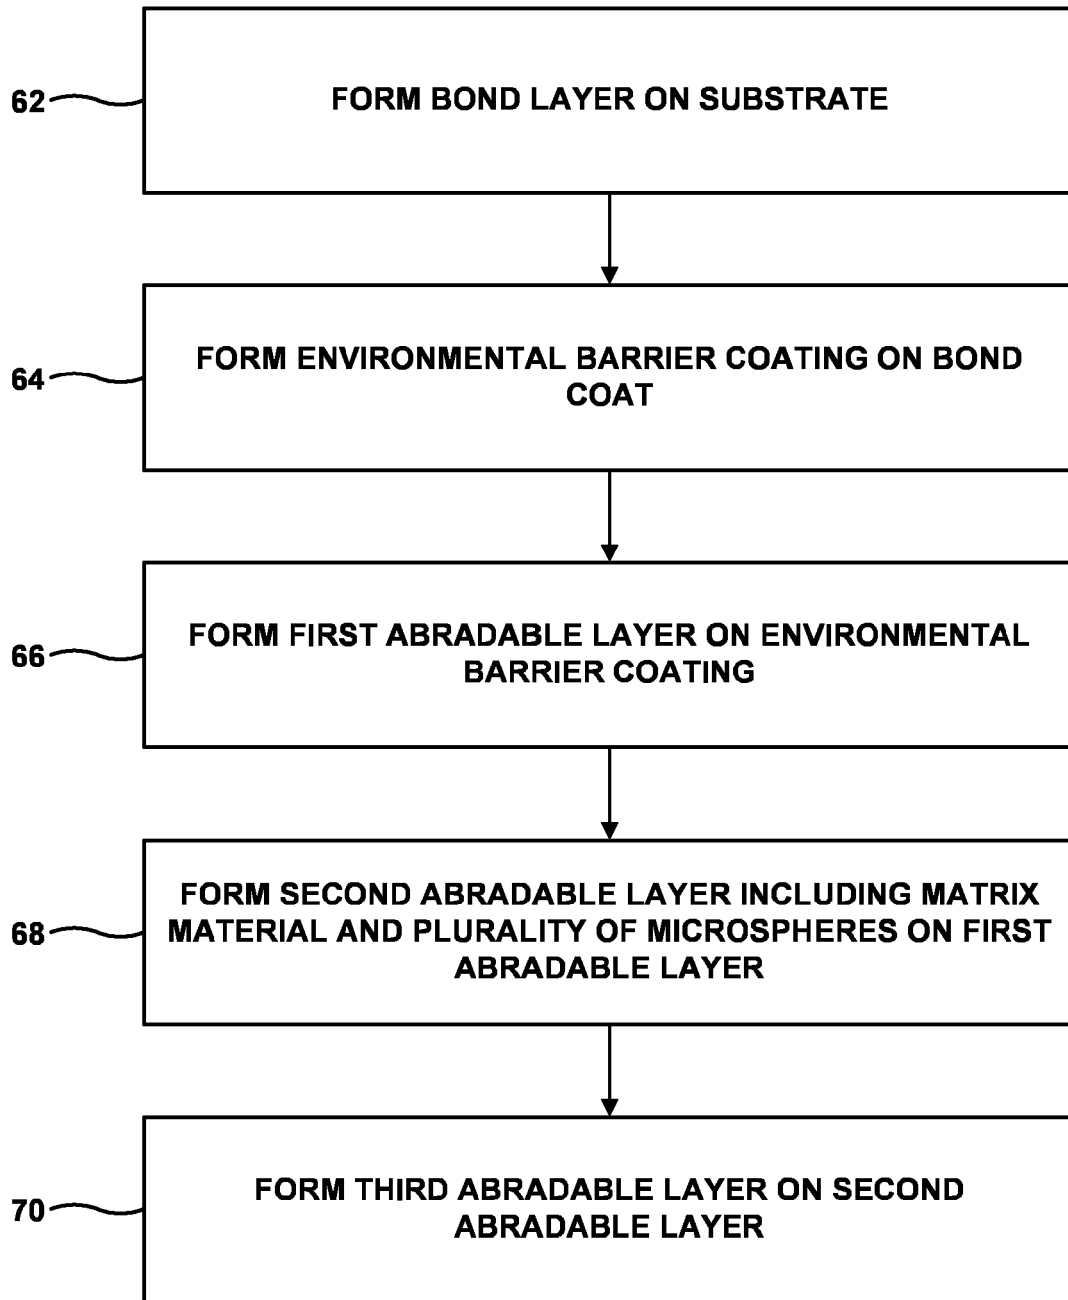 62
FORM BOND LAYER ON SUBSTRATE
64
FORM ENVIRONMENTAL BARRIER COATING ON BOND
COAT
66
FORM FIRST ABRADABLE LAYER ON ENVIRONMENTAL
BARRIER COATING
68
FORM SECOND ABRADABLE LAYER INCLUDING MATRIX
MATERIAL AND PLURALITY OF MICROSPHERES ON FIRST
ABRADABLE LAYER
70
FORM THIRD ABRADABLE LAYER ON SECOND
ABRADABLE LAYER